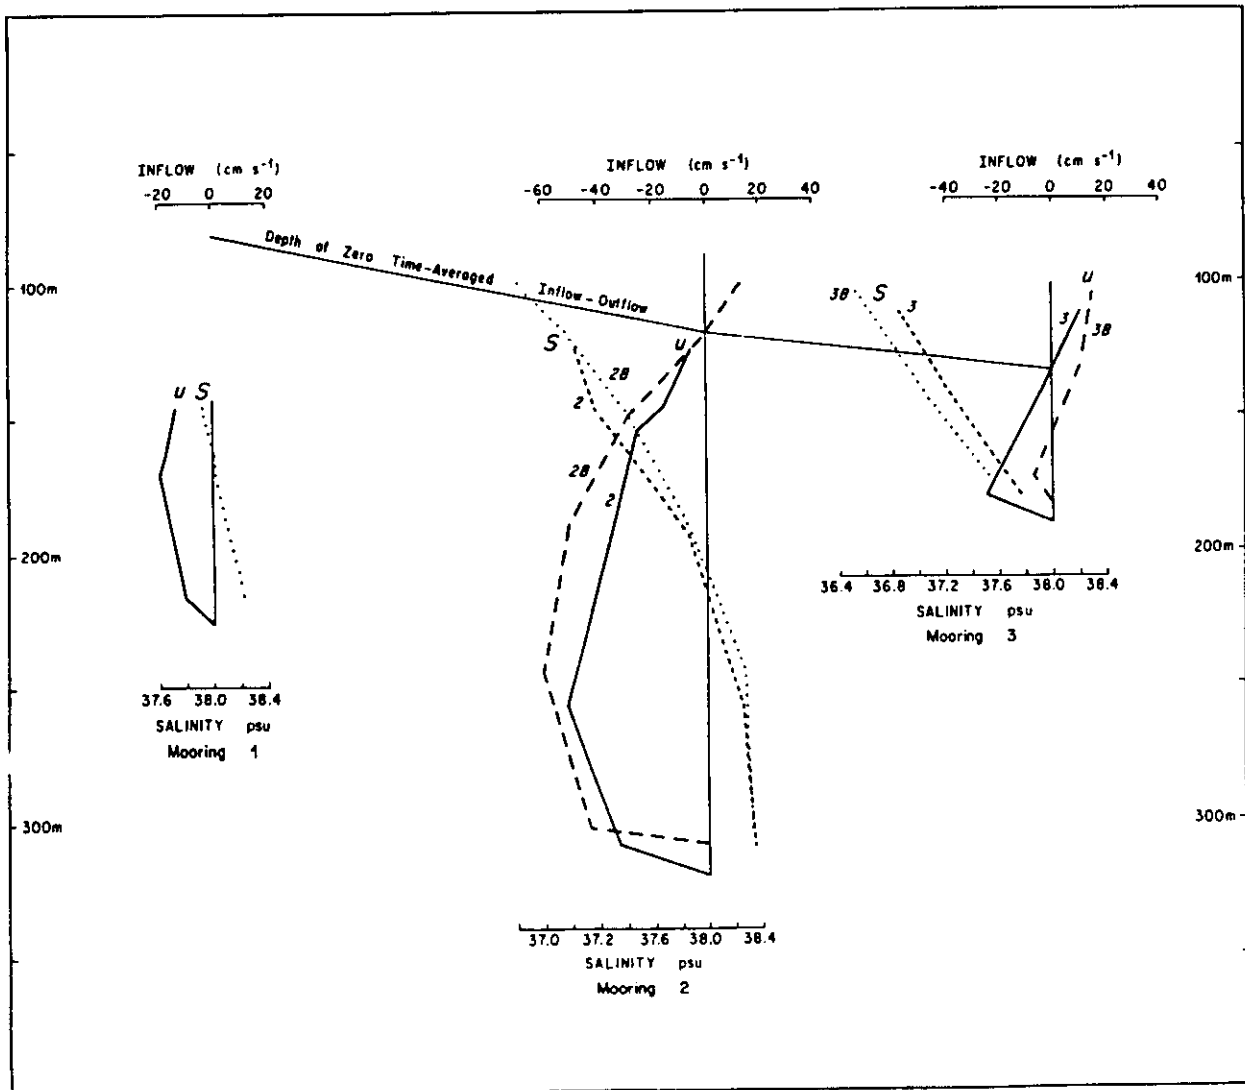 INFLOW (cm s⁻¹)
-20 0 20
INFLOW (cm s⁻¹)
-60 -40 -20 0 20 40
INFLOW (cm s⁻¹)
-40 -20 0 20 40
Depth of Zero Time-Averaged Inflow-Outflow
100m
100m
u S
S
u
2B
2
2B
2
3B
S
3
u
3
3B
200m
200m
36.4 36.8 37.2 37.6 38.0 38.4
SALINITY psu
Mooring 3
37.6 38.0 38.4
SALINITY psu
Mooring 1
300m
300m
37.0 37.2 37.6 38.0 38.4
SALINITY psu
Mooring 2